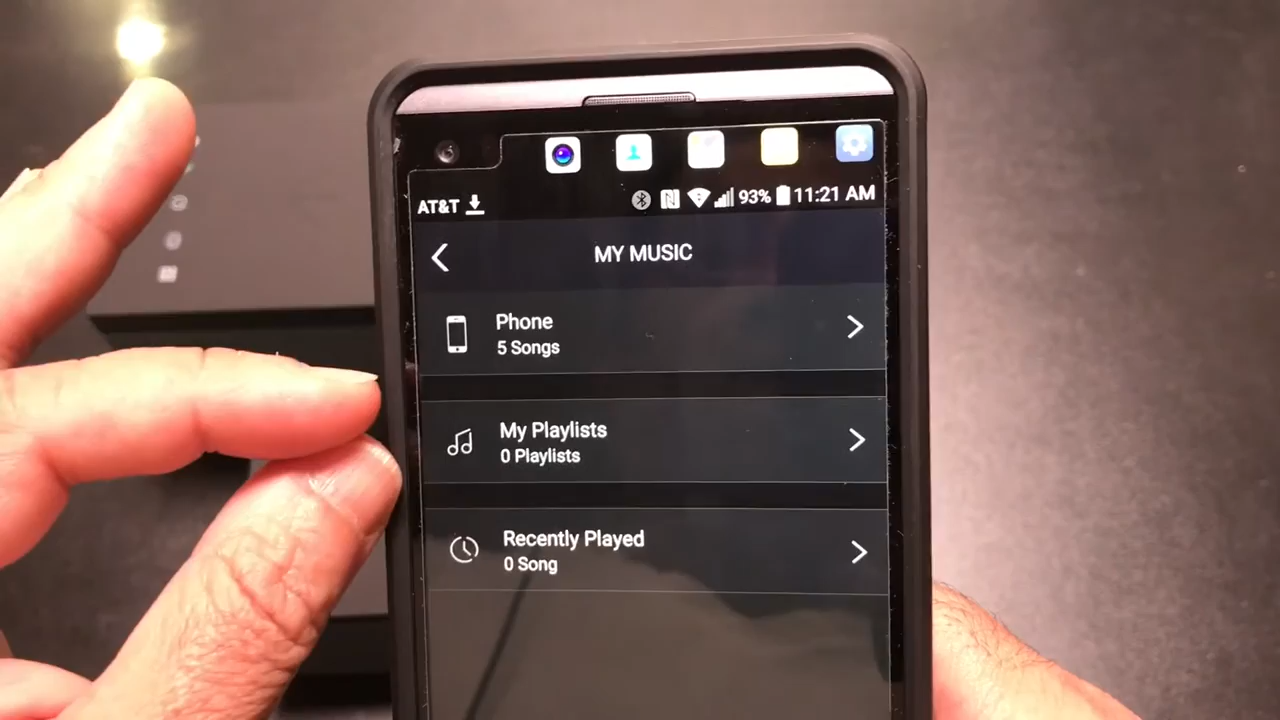 AT&T 93% 11:21 AM
MY MUSIC
Phone
5 Songs
My Playlists
0 Playlists
Recently Played
0 Song